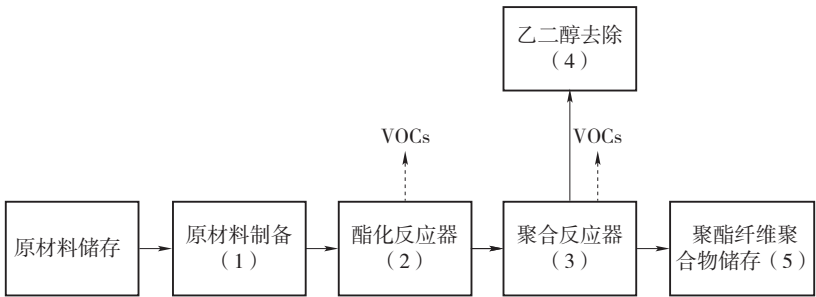 乙二醇去除
（4）
VOCs
VOCs
原材料储存
原材料制备
（1）
酯化反应器
（2）
聚合反应器
（3）
聚酯纤维聚
合物储存（5）